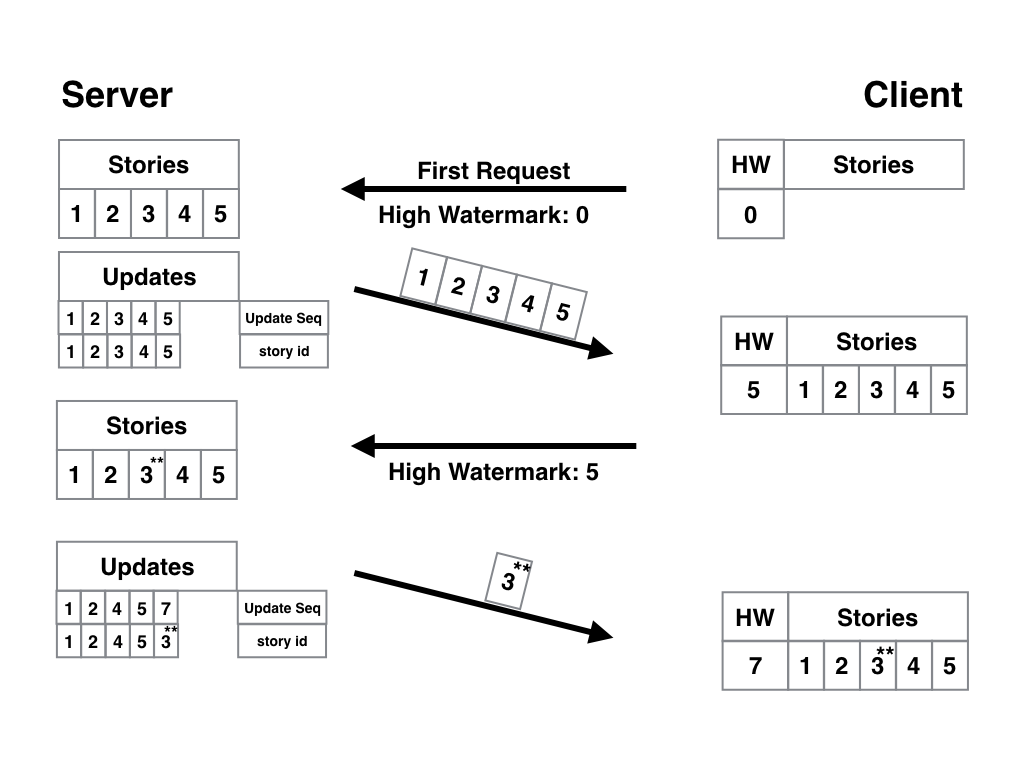 Server
Client
Stories
1 2 3 4 5
First Request
High Watermark: 0
HW Stories
0
Updates
1 2 3 4 5 Update Seq
1 2 3 4 5 story id
1 2 3 4 5
HW Stories
5 1 2 3 4 5
Stories
1 2 3** 4 5
High Watermark: 5
Updates
1 2 4 5 7 Update Seq
1 2 4 5 3** story id
3**
HW Stories
7 1 2 3** 4 5